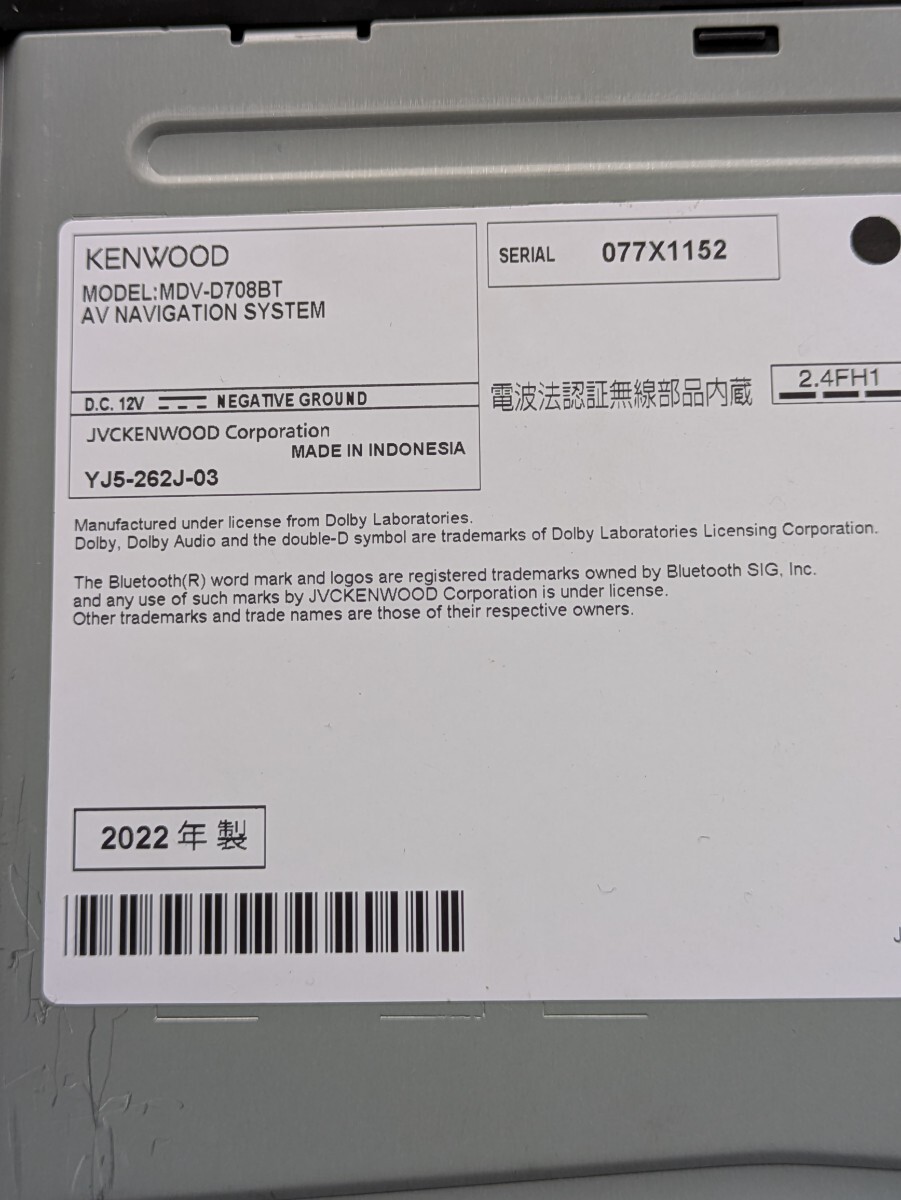 KENWOOD
MODEL:MDV-D708BT
AV NAVIGATION SYSTEM
D.C. 12V NEGATIVE GROUND
JVCKENWOOD Corporation
MADE IN INDONESIA
YJ5-262J-03
SERIAL 077X1152
電波法認証無線部品内蔵
2.4FH1
Manufactured under license from Dolby Laboratories.
Dolby, Dolby Audio and the double-D symbol are trademarks of Dolby Laboratories Licensing Corporation.
The Bluetooth(R) word mark and logos are registered trademarks owned by Bluetooth SIG, Inc.
and any use of such marks by JVCKENWOOD Corporation is under license.
Other trademarks and trade names are those of their respective owners.
2022 年 製